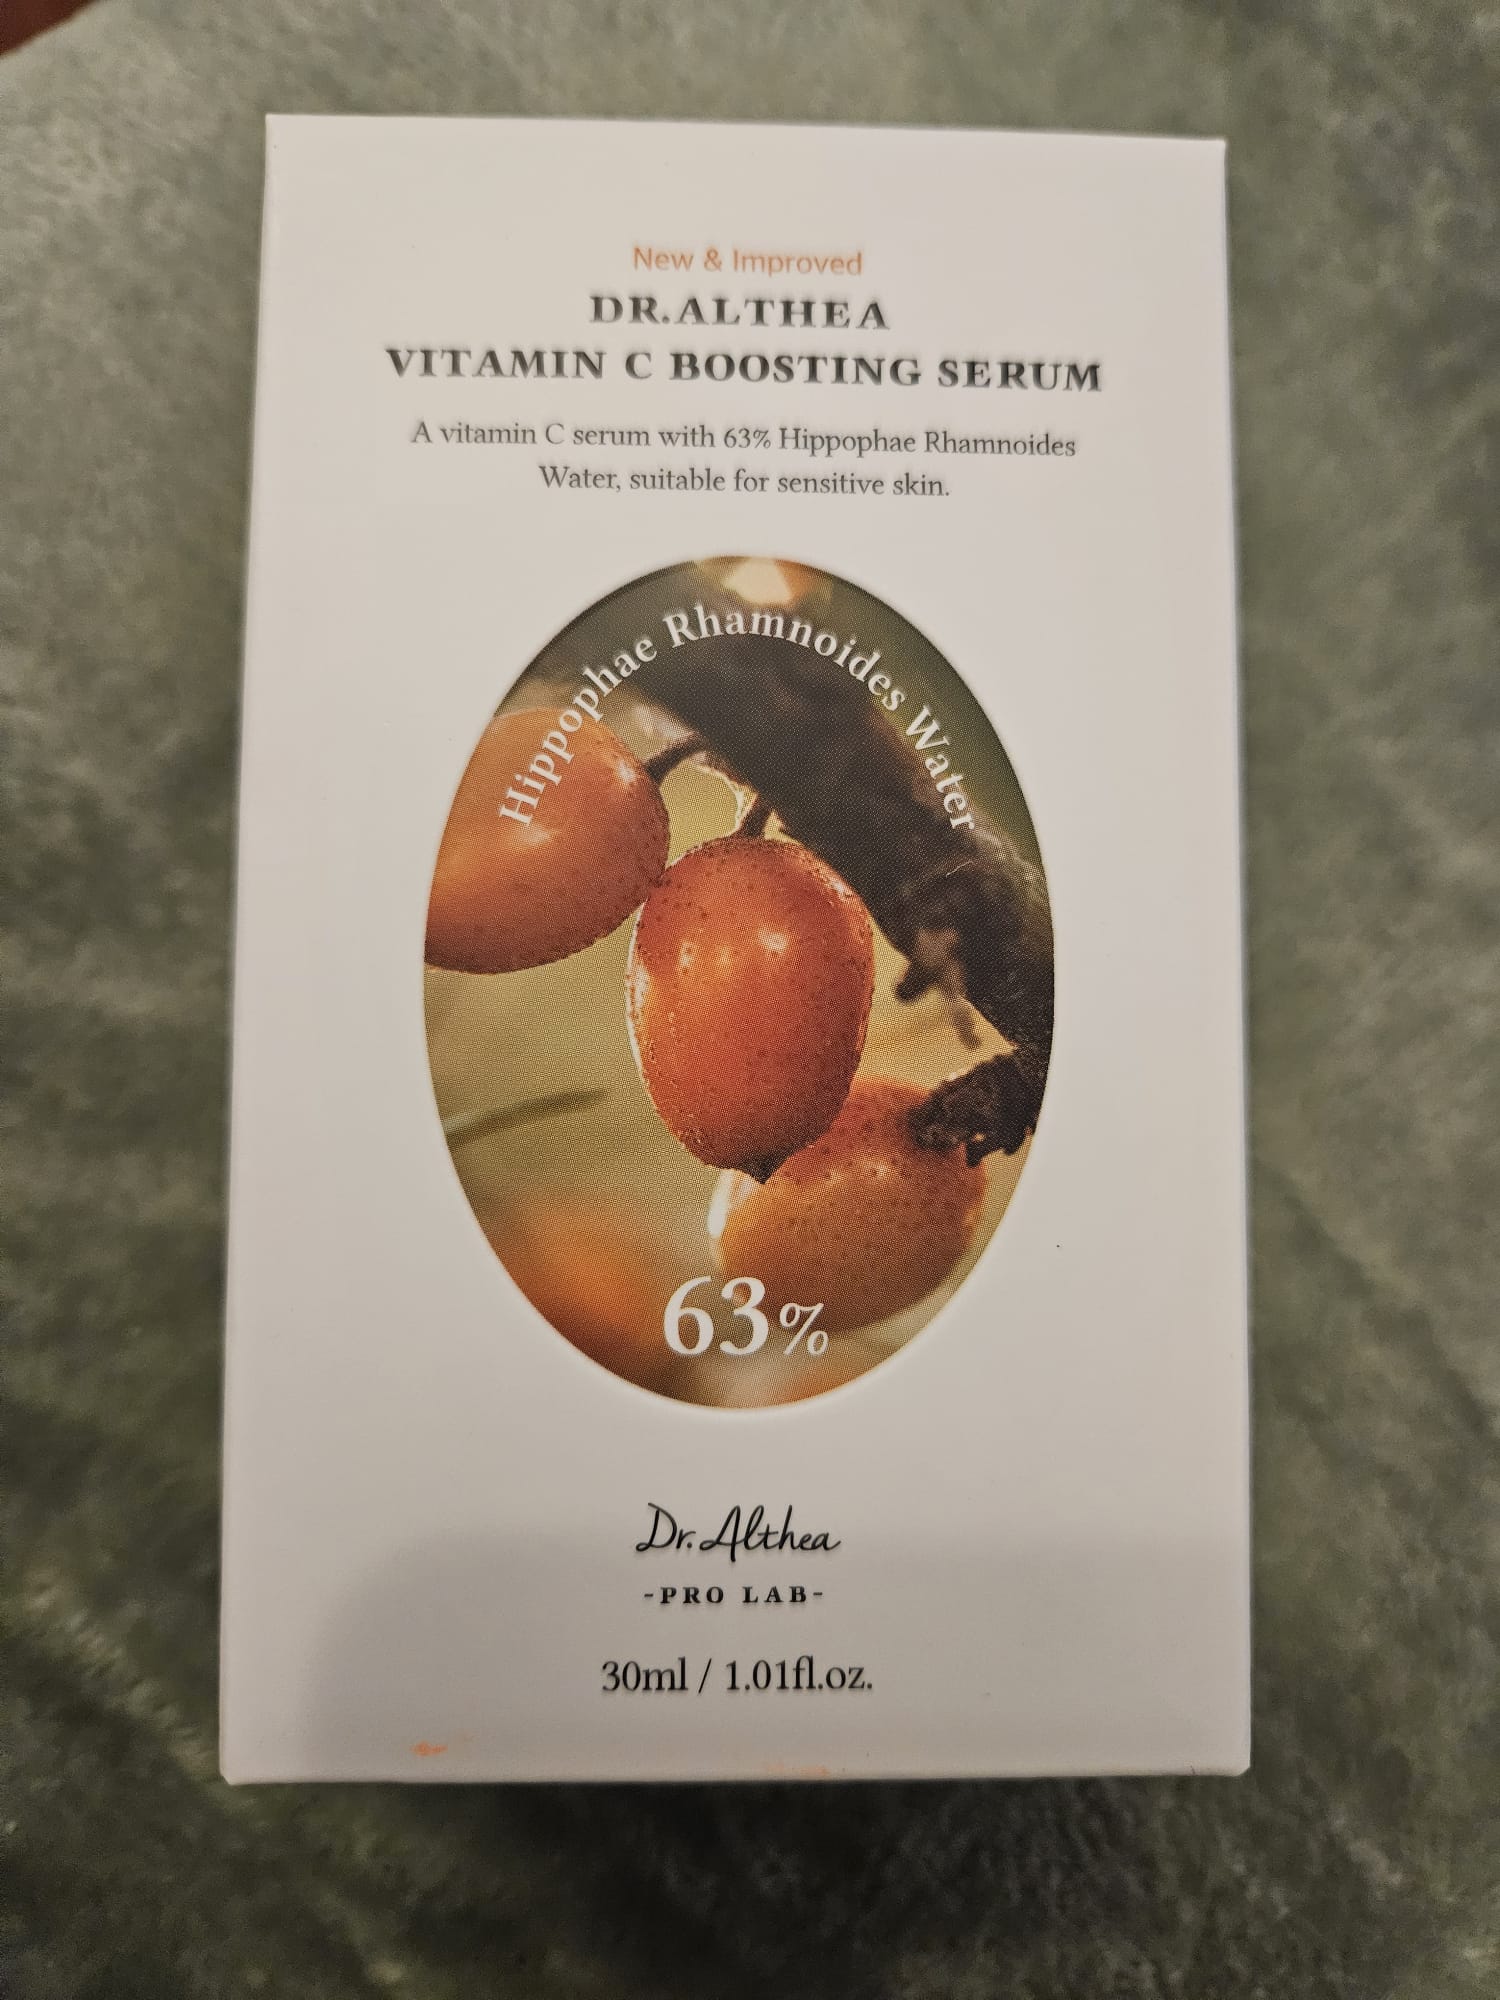 New & Improved
DR.ALTHEA
VITAMIN C BOOSTING SERUM
A vitamin C serum with 63% Hippophae Rhamnoides
Water, suitable for sensitive skin.
Hippophae Rhamnoides Water
63%
Dr.Althea
-PRO LAB-
30ml / 1.01fl.oz.